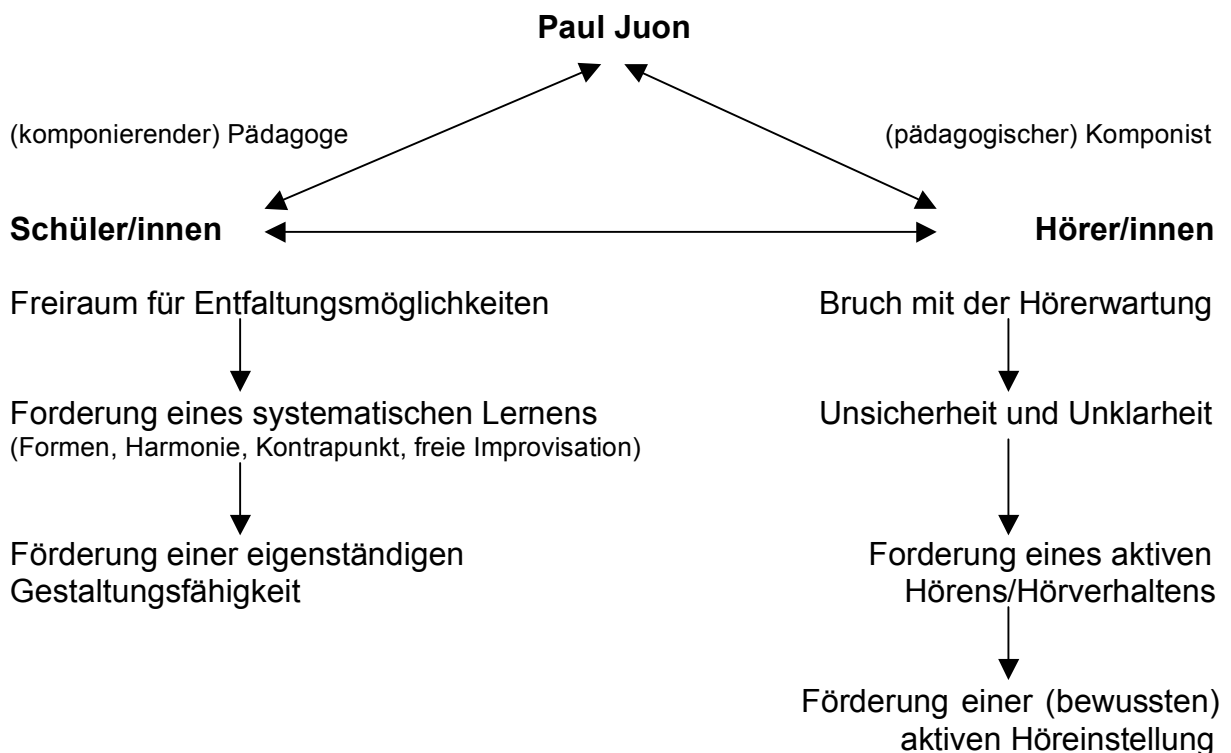 Paul Juon
(komponierender) Pädagoge
(pädagogischer) Komponist
Schüler/innen
Hörer/innen
Freiraum für Entfaltungsmöglichkeiten
Bruch mit der Hörerwartung
Forderung eines systematischen Lernens
(Formen, Harmonie, Kontrapunkt, freie Improvisation)
Unsicherheit und Unklarheit
Förderung einer eigenständigen
Gestaltungsfähigkeit
Forderung eines aktiven
Hörens/Hörverhaltens
Förderung einer (bewussten)
aktiven Höreinstellung